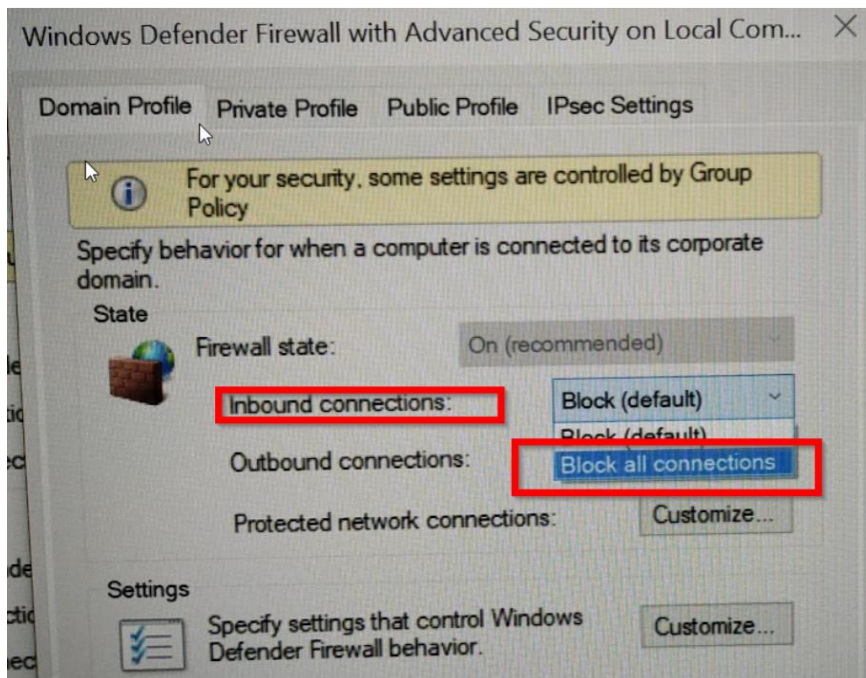 Windows Defender Firewall with Advanced Security on Local Com...
Domain Profile Private Profile Public Profile IPsec Settings
For your security, some settings are controlled by Group
Policy
Specify behavior for when a computer is connected to its corporate
domain.
State
Firewall state: On (recommended)
Inbound connections: Block (default)
Block (default)
Outbound connections: Block all connections
Protected network connections: Customize...
Settings
Specify settings that control Windows
Defender Firewall behavior. Customize...